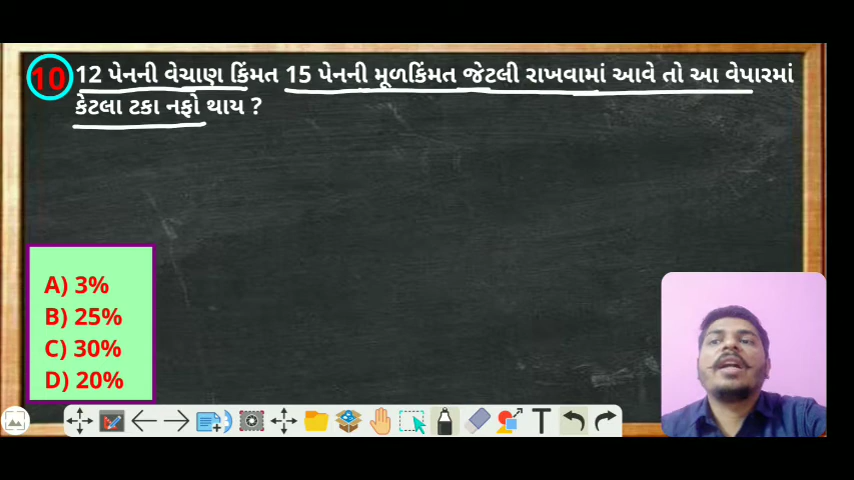 10 12 પેનની વેચાણ કિંમત 15 પેનની મૂળકિંમત જેટલી રાખવામાં આવે તો આ વેપારમાં
કેટલા ટકા નફો થાય ?
A) 3%
B) 25%
C) 30%
D) 20%